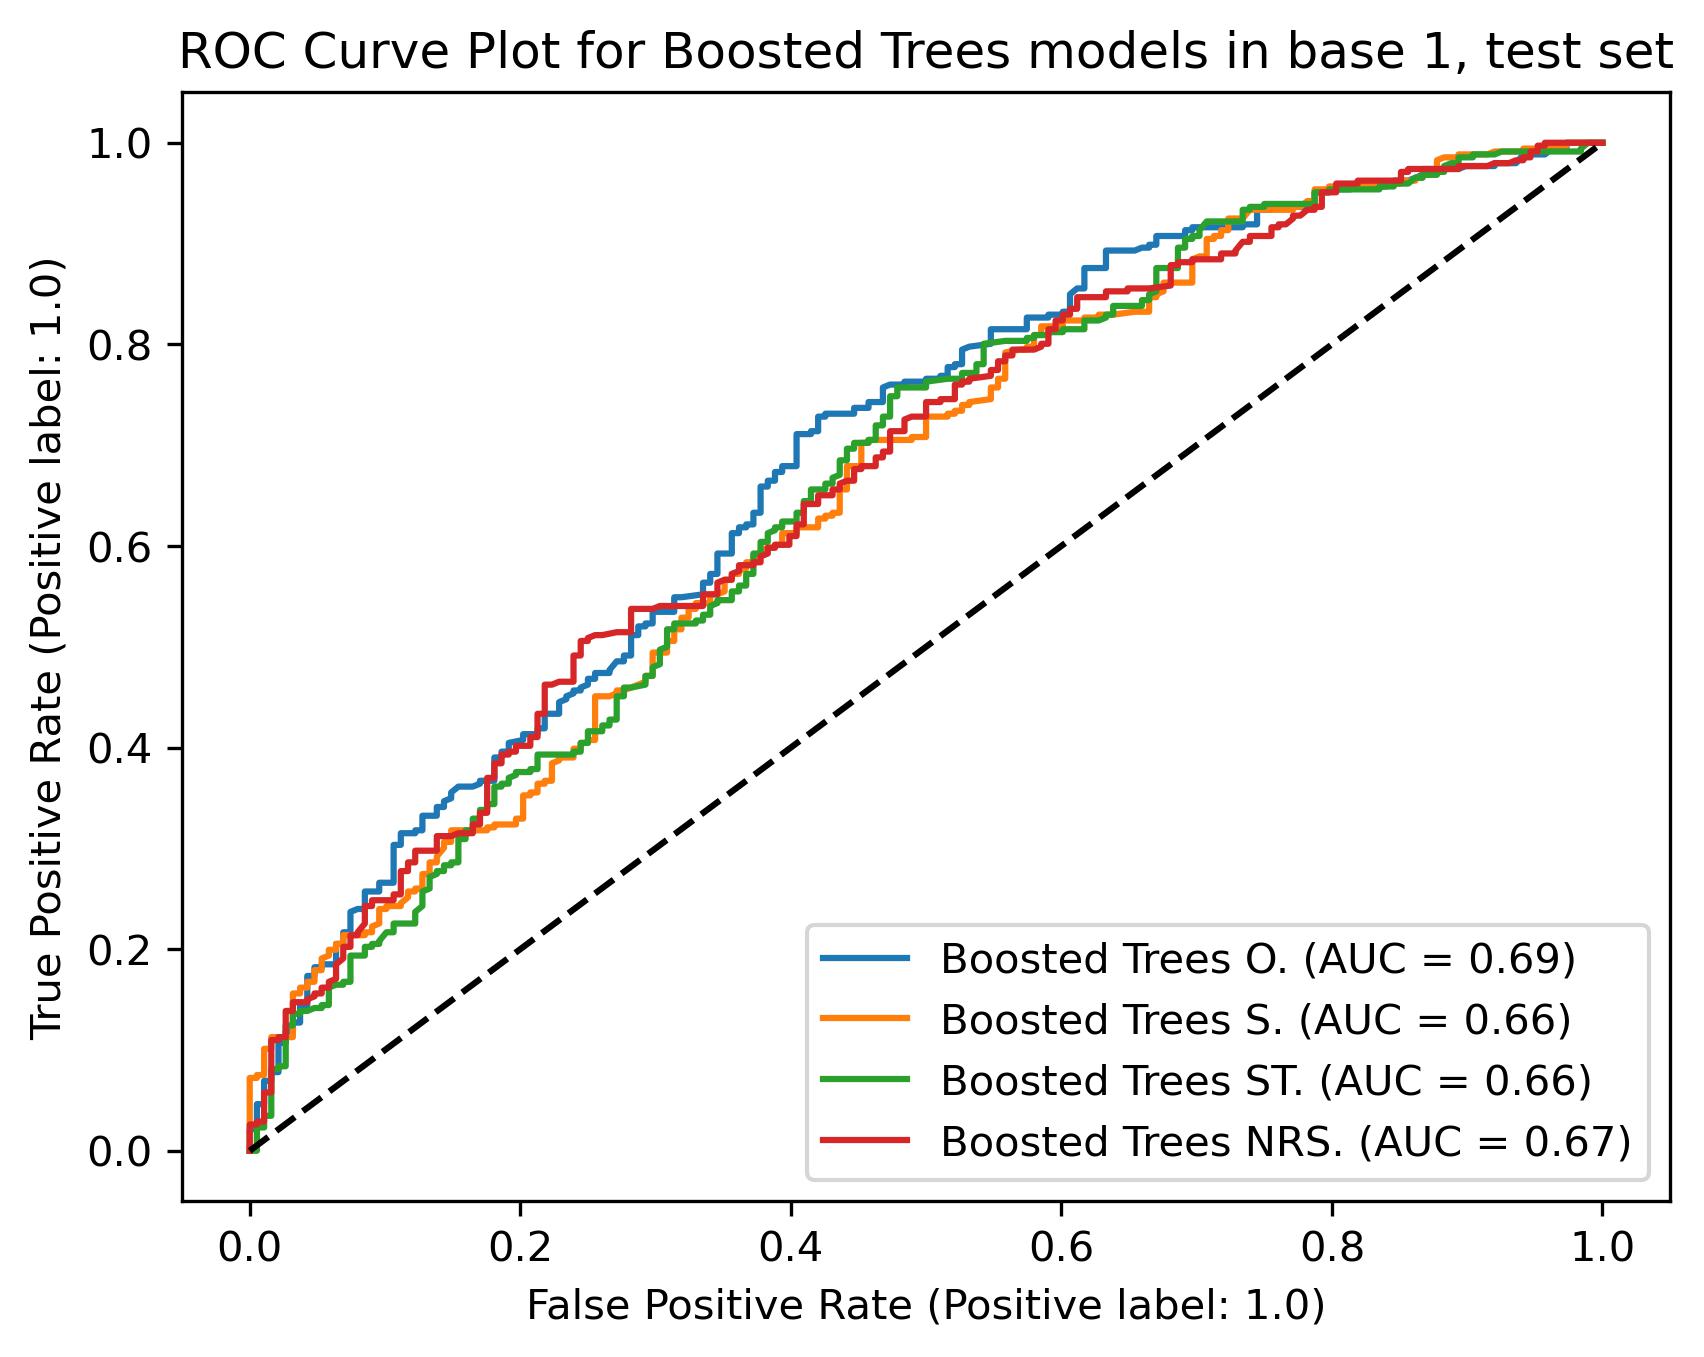 ROC Curve Plot for Boosted Trees models in base 1, test set
True Positive Rate (Positive label: 1.0)
1.0
0.8
0.6
0.4
0.2
0.0
Boosted Trees O. (AUC = 0.69)
Boosted Trees S. (AUC = 0.66)
Boosted Trees ST. (AUC = 0.66)
Boosted Trees NRS. (AUC = 0.67)
0.0 0.2 0.4 0.6 0.8 1.0
False Positive Rate (Positive label: 1.0)